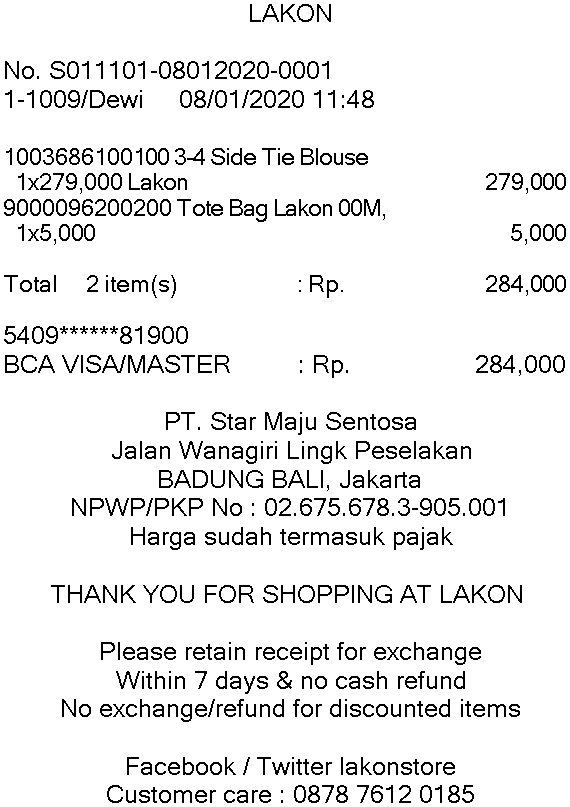 LAKON
No. S011101-08012020-0001
1-1009/Dewi 08/01/2020 11:48
1003686100100 3-4 Side Tie Blouse
1x279,000 Lakon 279,000
9000096200200 Tote Bag Lakon 00M,
1x5,000 5,000
Total 2 item(s) : Rp. 284,000
5409******81900
BCA VISA/MASTER : Rp. 284,000
PT. Star Maju Sentosa
Jalan Wanagiri Lingk Peselakan
BADUNG BALI, Jakarta
NPWP/PKP No : 02.675.678.3-905.001
Harga sudah termasuk pajak
THANK YOU FOR SHOPPING AT LAKON
Please retain receipt for exchange
Within 7 days & no cash refund
No exchange/refund for discounted items
Facebook / Twitter lakonstore
Customer care : 0878 7612 0185